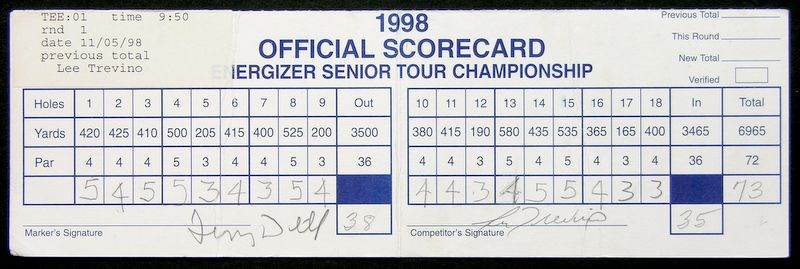 TEE:01 time 9:50
rnd 1
date 11/05/98
previous total
Lee Trevino
1998
OFFICIAL SCORECARD
ENERGIZER SENIOR TOUR CHAMPIONSHIP
Previous Total
This Round
New Total
Verified
Holes 1 2 3 4 5 6 7 8 9 Out 10 11 12 13 14 15 16 17 18 In Total
Yards 420 425 410 500 205 415 400 525 200 3500 380 415 190 580 435 535 365 165 400 3465 6965
Par 4 4 4 5 3 4 4 5 3 36 4 4 3 5 4 5 4 3 4 36 72
5 4 5 5 3 4 3 5 4 4 4 3 4 5 5 4 3 3 73
38 35
Marker's Signature Competitor's Signature Lee Trevino